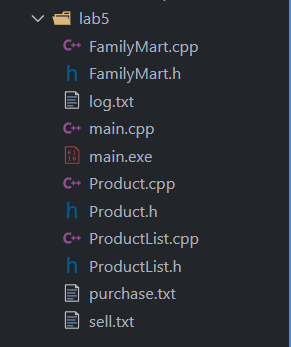 lab5
FamilyMart.cpp
FamilyMart.h
log.txt
main.cpp
main.exe
Product.cpp
Product.h
ProductList.cpp
ProductList.h
purchase.txt
sell.txt